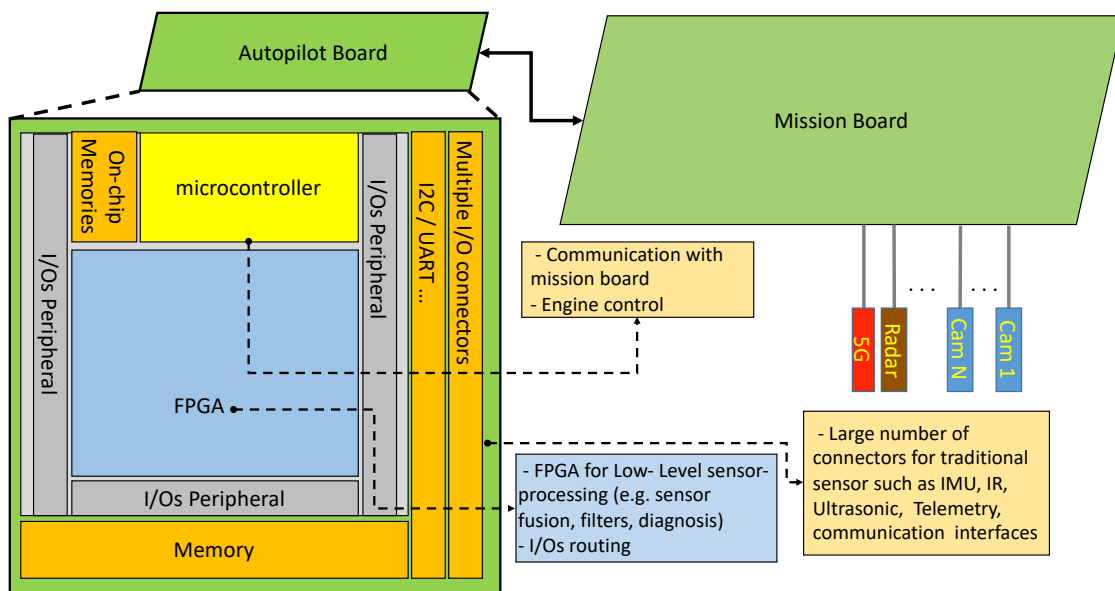 Autopilot Board
Mission Board
On-chip
Memories
microcontroller
I/Os Peripheral
I/Os Peripheral
I2C / UART ...
Multiple I/O connectors
FPGA
I/Os Peripheral
Memory
- Communication with
mission board
- Engine control
. . .
. . .
5G
Radar
Cam N
Cam 1
- FPGA for Low- Level sensor-
processing (e.g. sensor
fusion, filters, diagnosis)
- I/Os routing
- Large number of
connectors for traditional
sensor such as IMU, IR,
Ultrasonic, Telemetry,
communication interfaces